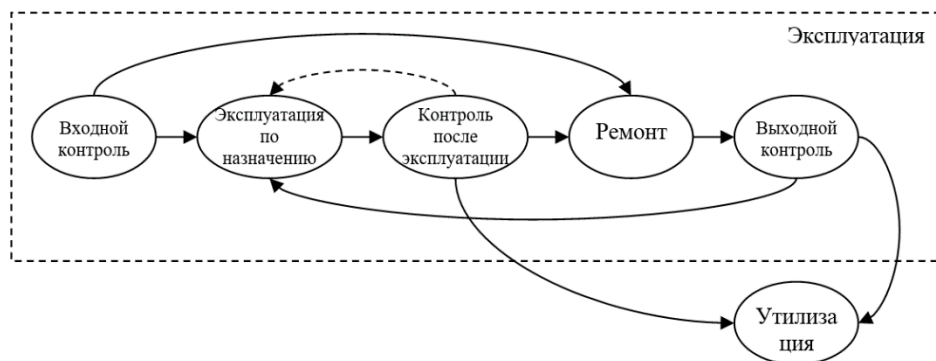 Эксплуатация
Входной
контроль
Эксплуатация
по
назначению
Контроль
после
эксплуатации
Ремонт
Выходной
контроль
Утилиза
ция